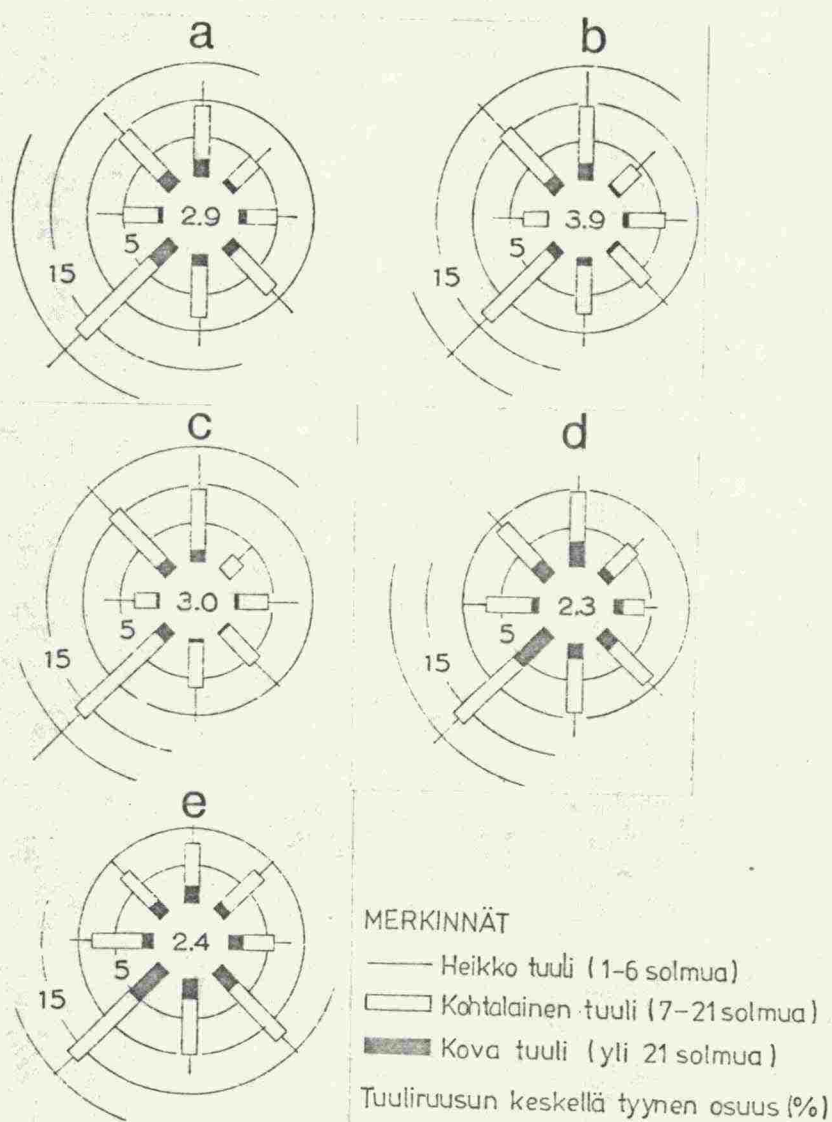 a
2.9
5
15
b
3.9
5
15
c
3.0
5
15
d
2.3
5
15
e
2.4
5
15
MERKINNÄT
Heikko tuuli (1-6 solmua)
Kohtalainen tuuli (7-21 solmua)
Kova tuuli (yli 21 solmua)
Tuuliruusun keskellä tyynen osuus (%)